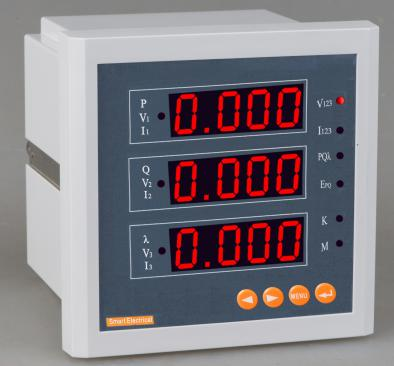 P
V1
I1
0.000
V123
I123
Q
V2
I2
0.000
PQλ
EPQ
λ
V3
I3
0.000
K
M
MENU
Smart Electrical